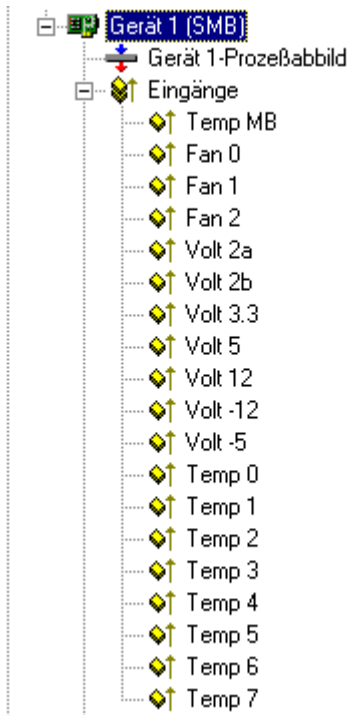 Gerät 1 (SMB)
Gerät 1-Prozeßabbild
Eingänge
Temp MB
Fan 0
Fan 1
Fan 2
Volt 2a
Volt 2b
Volt 3.3
Volt 5
Volt 12
Volt -12
Volt -5
Temp 0
Temp 1
Temp 2
Temp 3
Temp 4
Temp 5
Temp 6
Temp 7